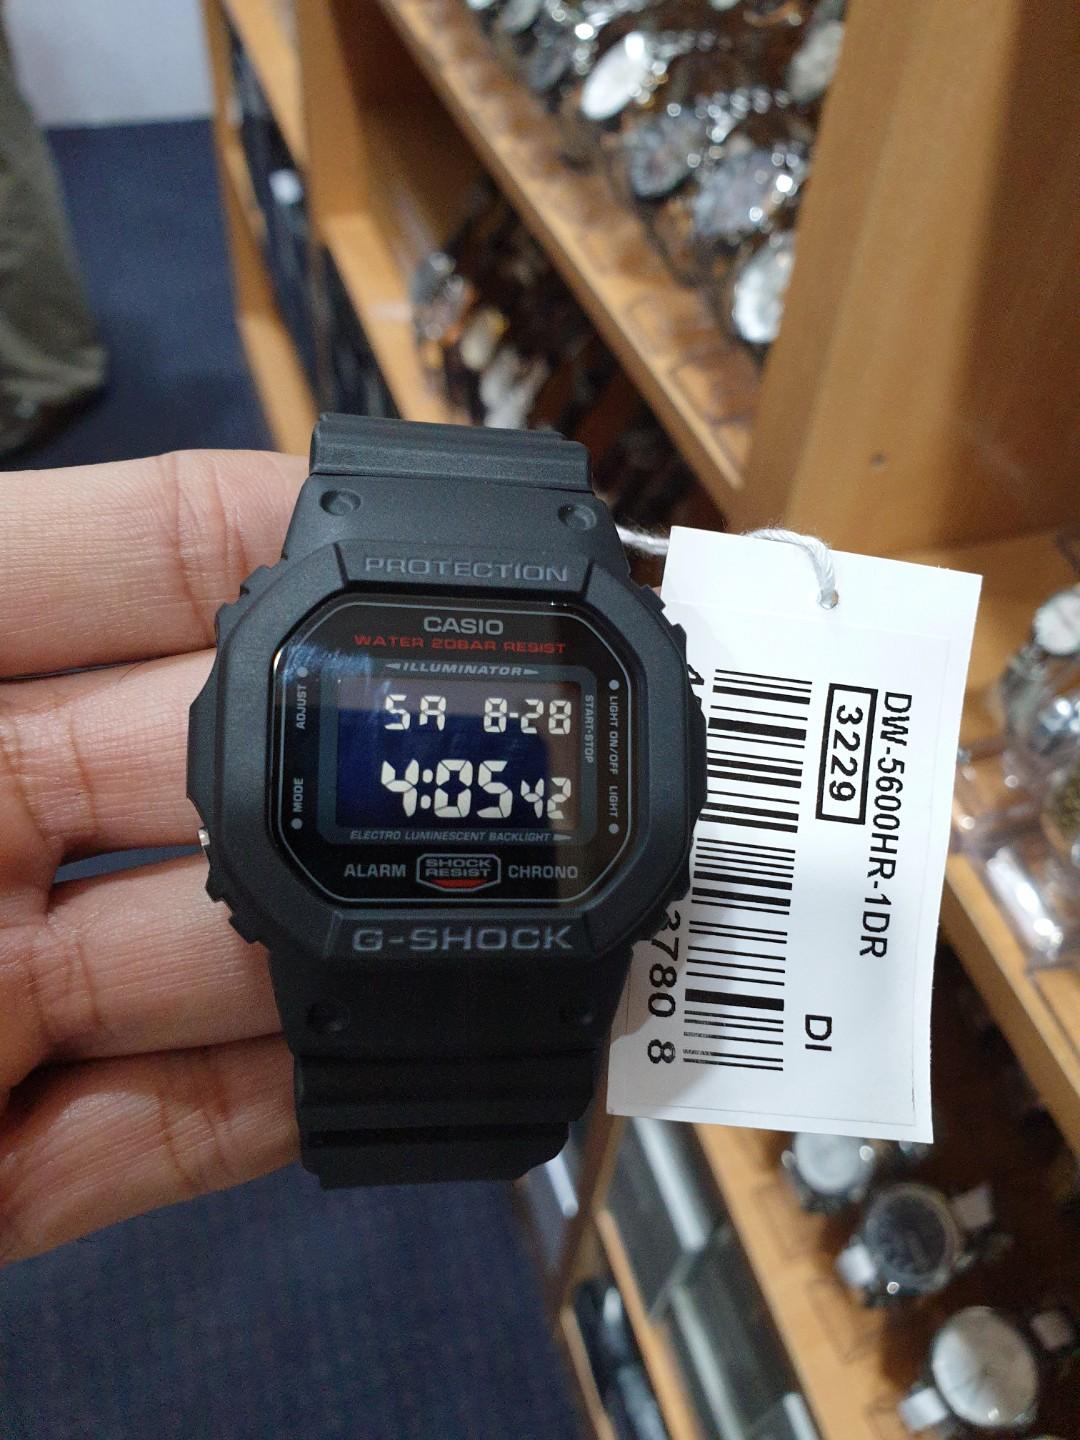 PROTECTION
CASIO
WATER 20BAR RESIST
ILLUMINATOR
ADJUST
MODE
SA 8-28
4:05 42
START·STOP
LIGHT ON/OFF
LIGHT
ELECTRO LUMINESCENT BACKLIGHT
ALARM
SHOCK
RESIST
CHRONO
G-SHOCK
DW-5600HR-1DR
3229
DI
3780 8